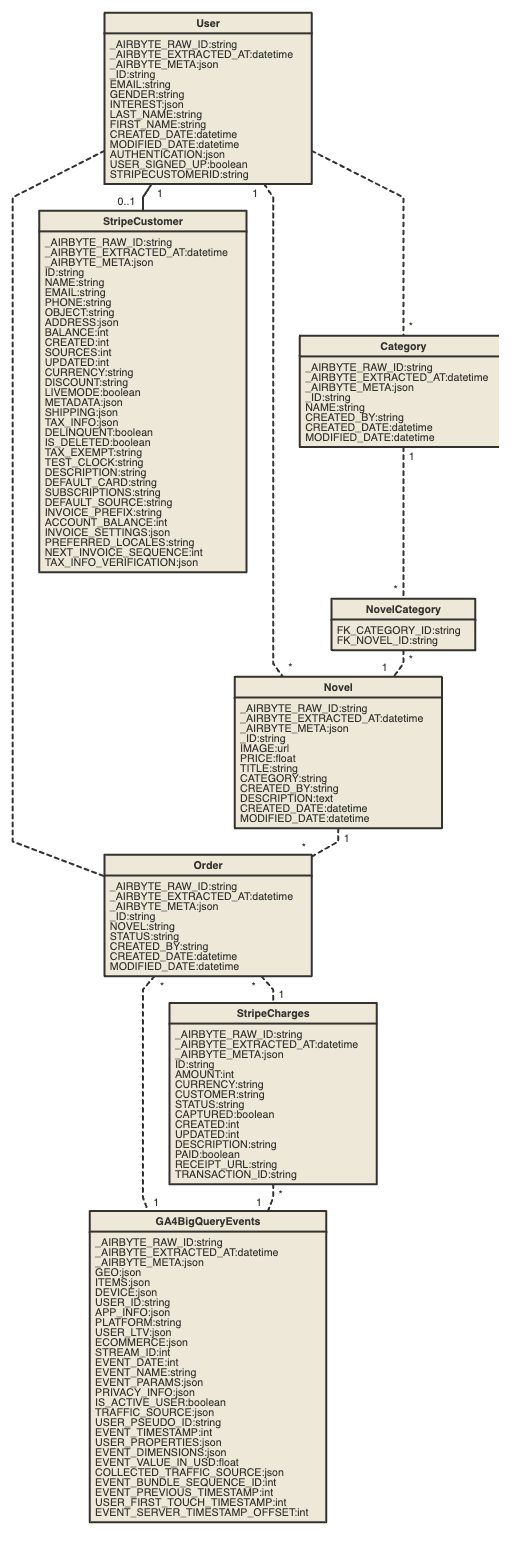 User
_AIRBYTE_RAW_ID:string
_AIRBYTE_EXTRACTED_AT:datetime
_AIRBYTE_META:json
_ID:string
EMAIL:string
GENDER:string
INTEREST:json
LAST_NAME:string
FIRST_NAME:string
CREATED_DATE:datetime
MODIFIED_DATE:datetime
AUTHENTICATION:json
USER_SIGNED_UP:boolean
STRIPECUSTOMERID:string
1
1
0..1
StripeCustomer
_AIRBYTE_RAW_ID:string
_AIRBYTE_EXTRACTED_AT:datetime
_AIRBYTE_META:json
ID:string
NAME:string
EMAIL:string
PHONE:string
OBJECT:string
ADDRESS:json
BALANCE:int
CREATED:int
SOURCES:int
UPDATED:int
CURRENCY:string
DISCOUNT:string
LIVEMODE:boolean
METADATA:json
SHIPPING:json
TAX_INFO:json
DELINQUENT:boolean
IS_DELETED:boolean
TAX_EXEMPT:string
TEST_CLOCK:string
DESCRIPTION:string
DEFAULT_CARD:string
SUBSCRIPTIONS:string
DEFAULT_SOURCE:string
INVOICE_PREFIX:string
ACCOUNT_BALANCE:int
INVOICE_SETTINGS:json
PREFERRED_LOCALES:string
NEXT_INVOICE_SEQUENCE:int
TAX_INFO_VERIFICATION:json
*
Category
_AIRBYTE_RAW_ID:string
_AIRBYTE_EXTRACTED_AT:datetime
_AIRBYTE_META:json
_ID:string
NAME:string
CREATED_BY:string
CREATED_DATE:datetime
MODIFIED_DATE:datetime
1
*
NovelCategory
FK_CATEGORY_ID:string
FK_NOVEL_ID:string
*
* 1
Novel
_AIRBYTE_RAW_ID:string
_AIRBYTE_EXTRACTED_AT:datetime
_AIRBYTE_META:json
_ID:string
IMAGE:url
PRICE:float
TITLE:string
CATEGORY:string
CREATED_BY:string
DESCRIPTION:text
CREATED_DATE:datetime
MODIFIED_DATE:datetime
1
*
Order
_AIRBYTE_RAW_ID:string
_AIRBYTE_EXTRACTED_AT:datetime
_AIRBYTE_META:json
_ID:string
NOVEL:string
STATUS:string
CREATED_BY:string
CREATED_DATE:datetime
MODIFIED_DATE:datetime
* *
1
StripeCharges
_AIRBYTE_RAW_ID:string
_AIRBYTE_EXTRACTED_AT:datetime
_AIRBYTE_META:json
ID:string
AMOUNT:int
CURRENCY:string
CUSTOMER:string
STATUS:string
CAPTURED:boolean
CREATED:int
UPDATED:int
DESCRIPTION:string
PAID:boolean
RECEIPT_URL:string
TRANSACTION_ID:string
*
1 1
GA4BigQueryEvents
_AIRBYTE_RAW_ID:string
_AIRBYTE_EXTRACTED_AT:datetime
_AIRBYTE_META:json
GEO:json
ITEMS:json
DEVICE:json
USER_ID:string
APP_INFO:json
PLATFORM:string
USER_LTV:json
ECOMMERCE:json
STREAM_ID:int
EVENT_DATE:int
EVENT_NAME:string
EVENT_PARAMS:json
PRIVACY_INFO:json
IS_ACTIVE_USER:boolean
TRAFFIC_SOURCE:json
USER_PSEUDO_ID:string
EVENT_TIMESTAMP:int
USER_PROPERTIES:json
EVENT_DIMENSIONS:json
EVENT_VALUE_IN_USD:float
COLLECTED_TRAFFIC_SOURCE:json
EVENT_BUNDLE_SEQUENCE_ID:int
EVENT_PREVIOUS_TIMESTAMP:int
USER_FIRST_TOUCH_TIMESTAMP:int
EVENT_SERVER_TIMESTAMP_OFFSET:int